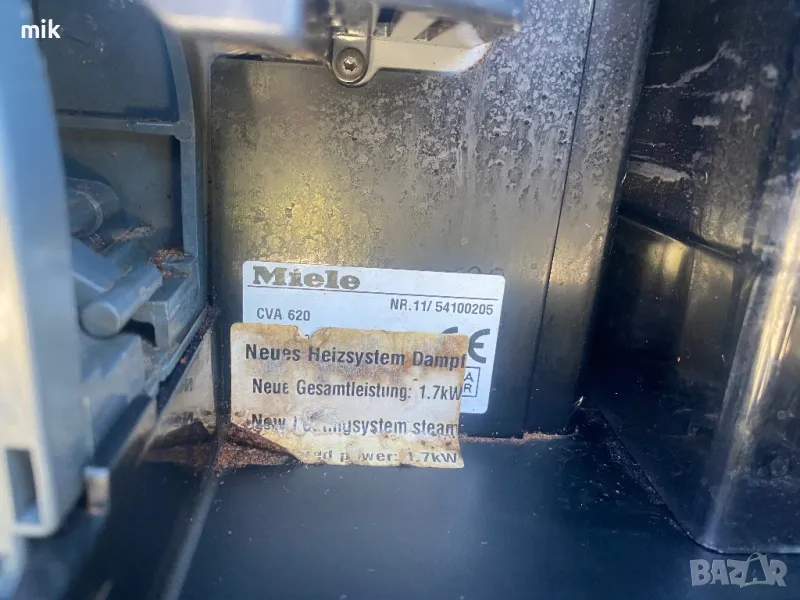 mik
Miele
NR.11/ 54100205
CVA 620
CE
Neues Heizsystem Dampf
Neue Gesamtleistung: 1.7kW
New steam
power: 1.7kW
BAZAR